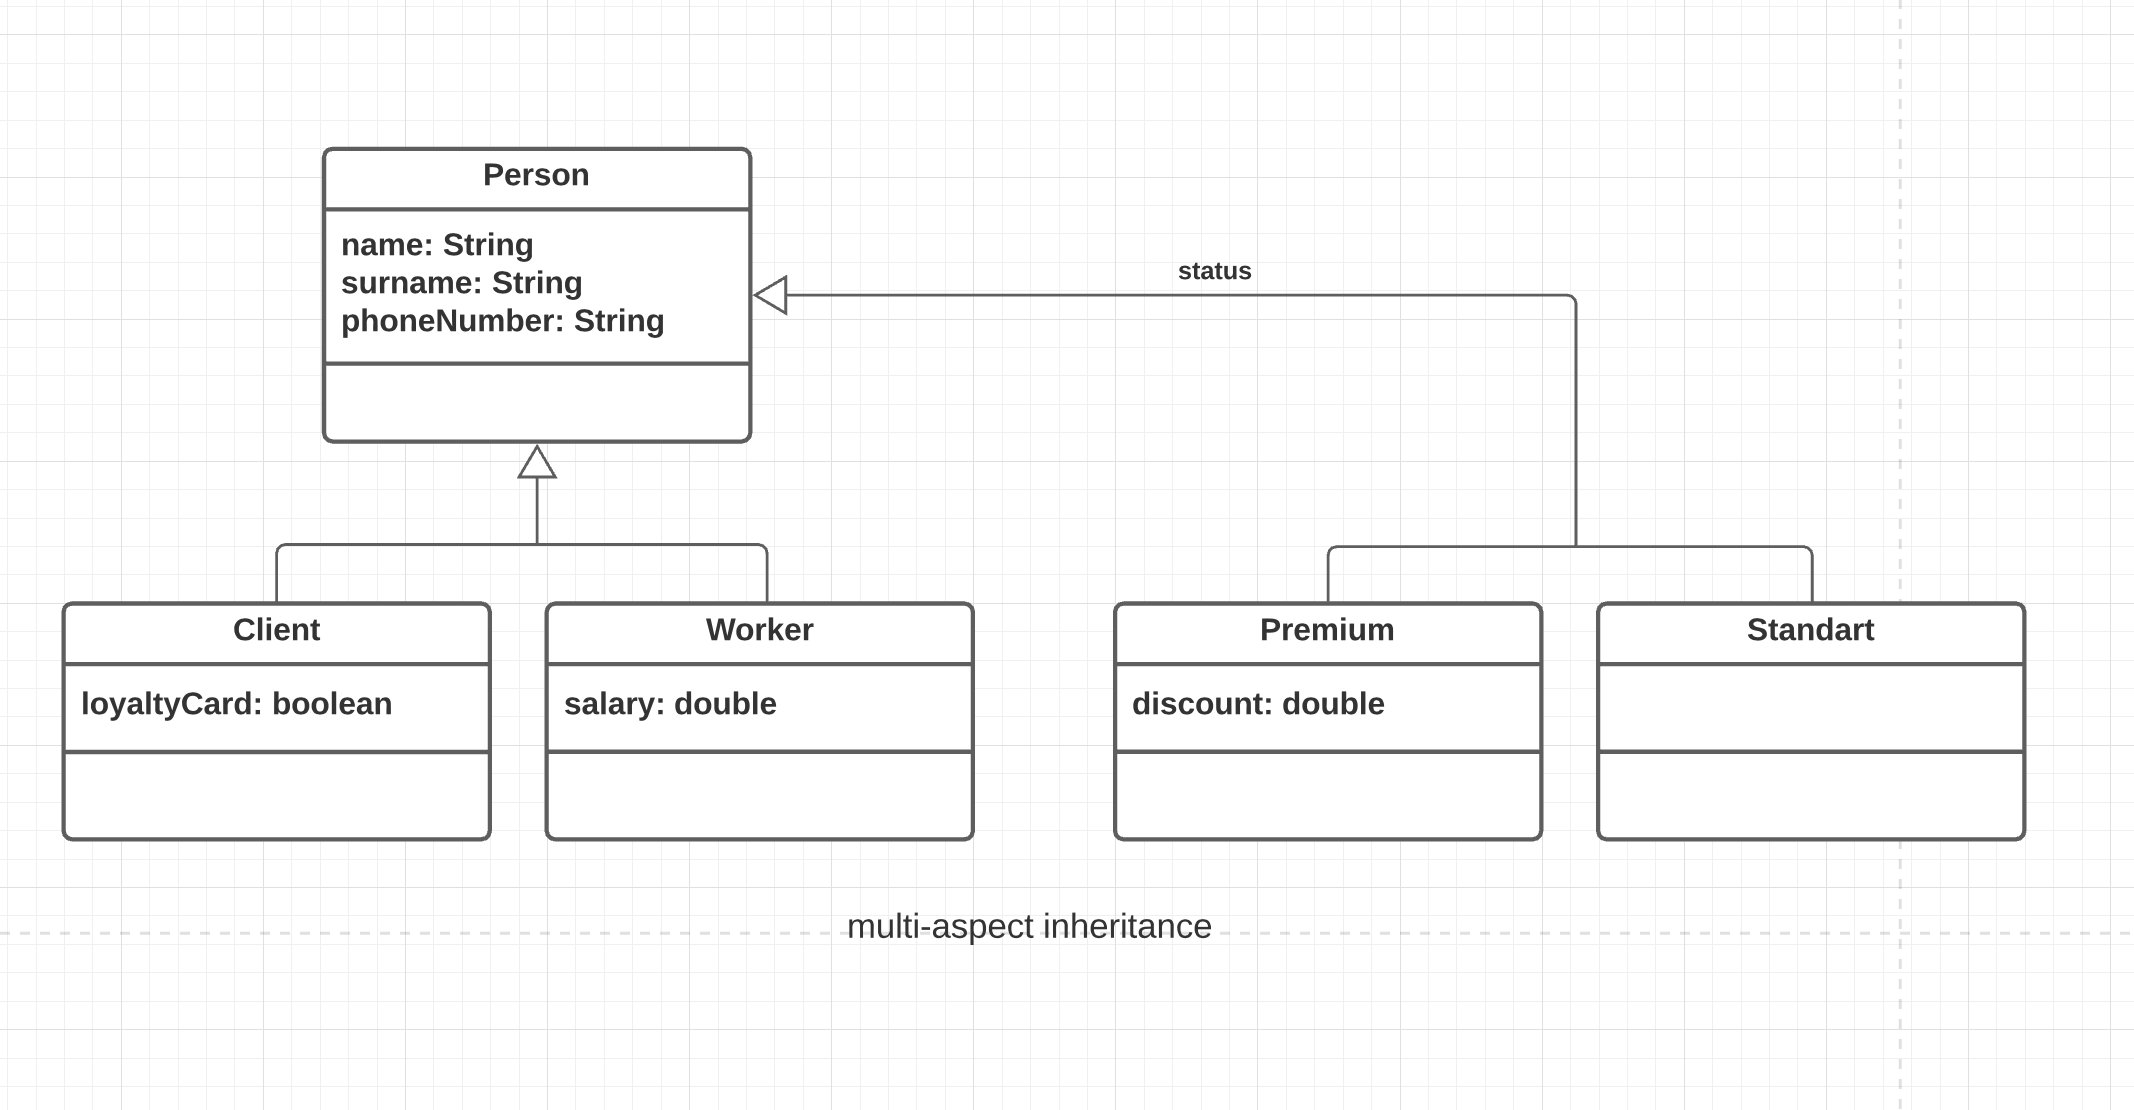 Person
name: String
surname: String
phoneNumber: String
status
Client
loyaltyCard: boolean
Worker
salary: double
Premium
discount: double
Standart
multi-aspect inheritance